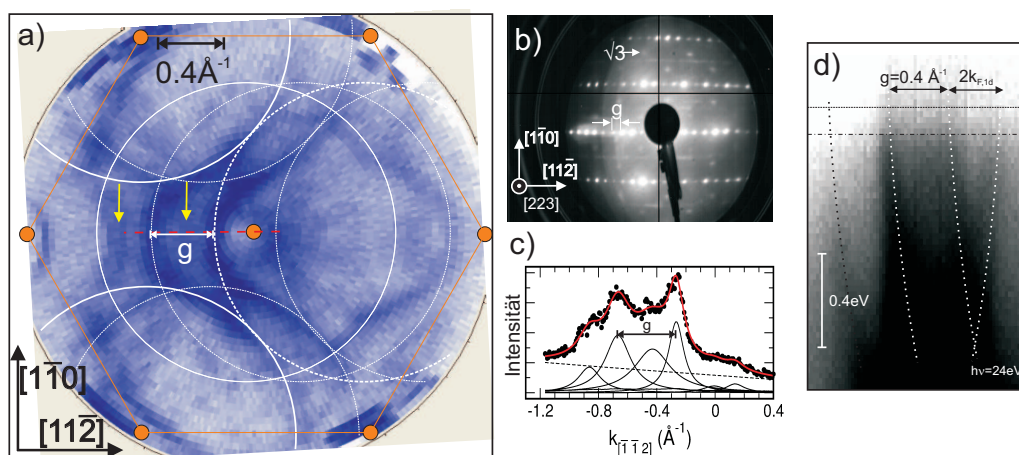 a)
0.4Å⁻¹
g
[11̅0]
[112̅]
b)
√3
g
[11̅0]
[112̅]
[223]
c)
Intensität
g
-1.2 -0.8 -0.4 0 0.4
k[1̅ 1̅ 2] (Å⁻¹)
d)
g=0.4 Å⁻¹ 2kF,1d
0.4eV
hν=24eV